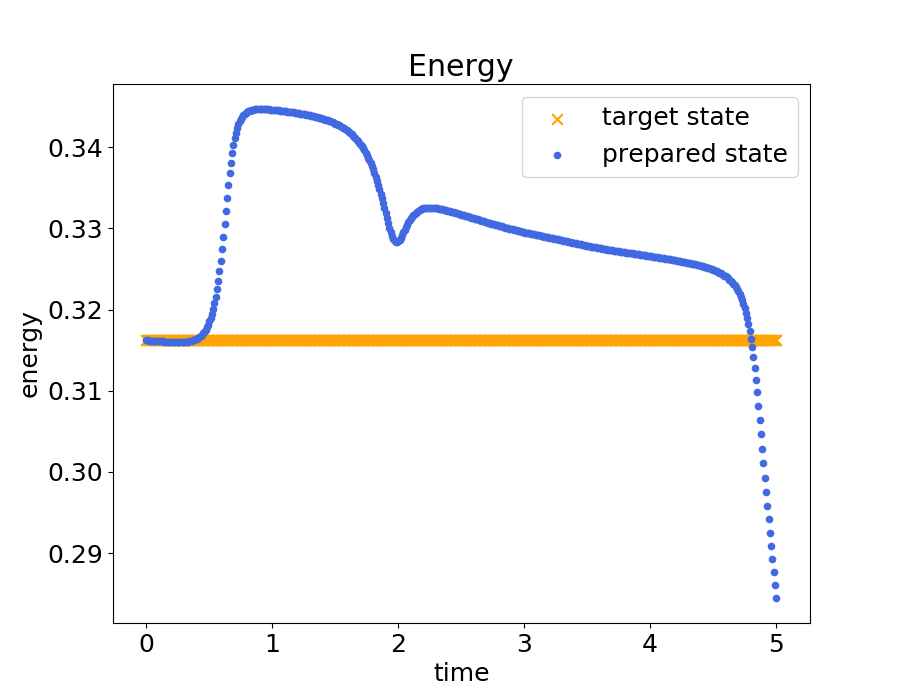 Energy
target state
prepared state
energy
0.34
0.33
0.32
0.31
0.30
0.29
0 1 2 3 4 5
time